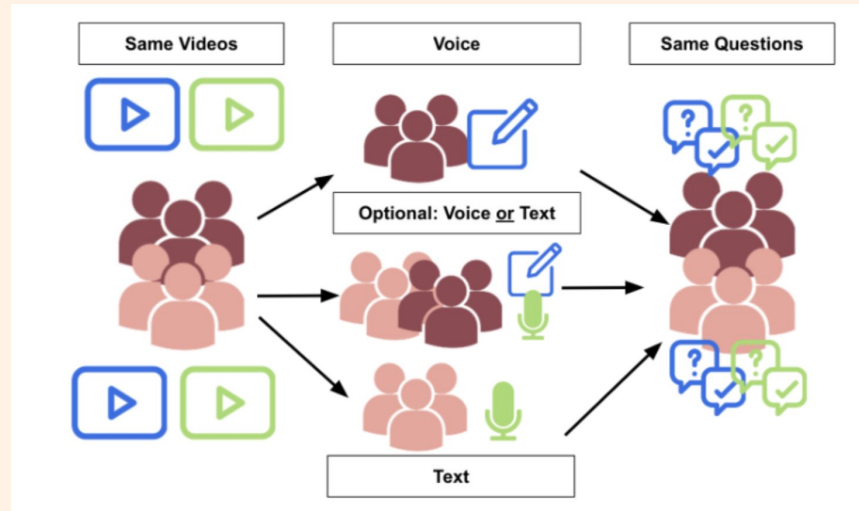 Same Videos
Voice
Same Questions
? ?
Optional: Voice or Text
? ?
Text